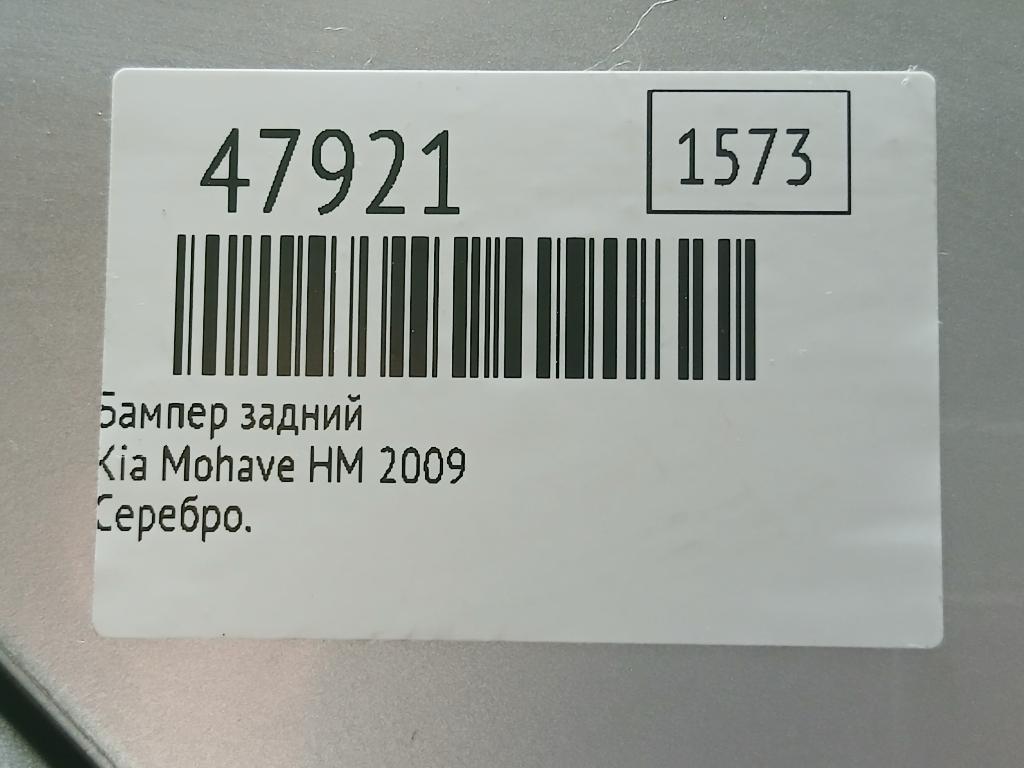 47921
1573
Бампер задний
Kia Mohave HM 2009
Серебро.